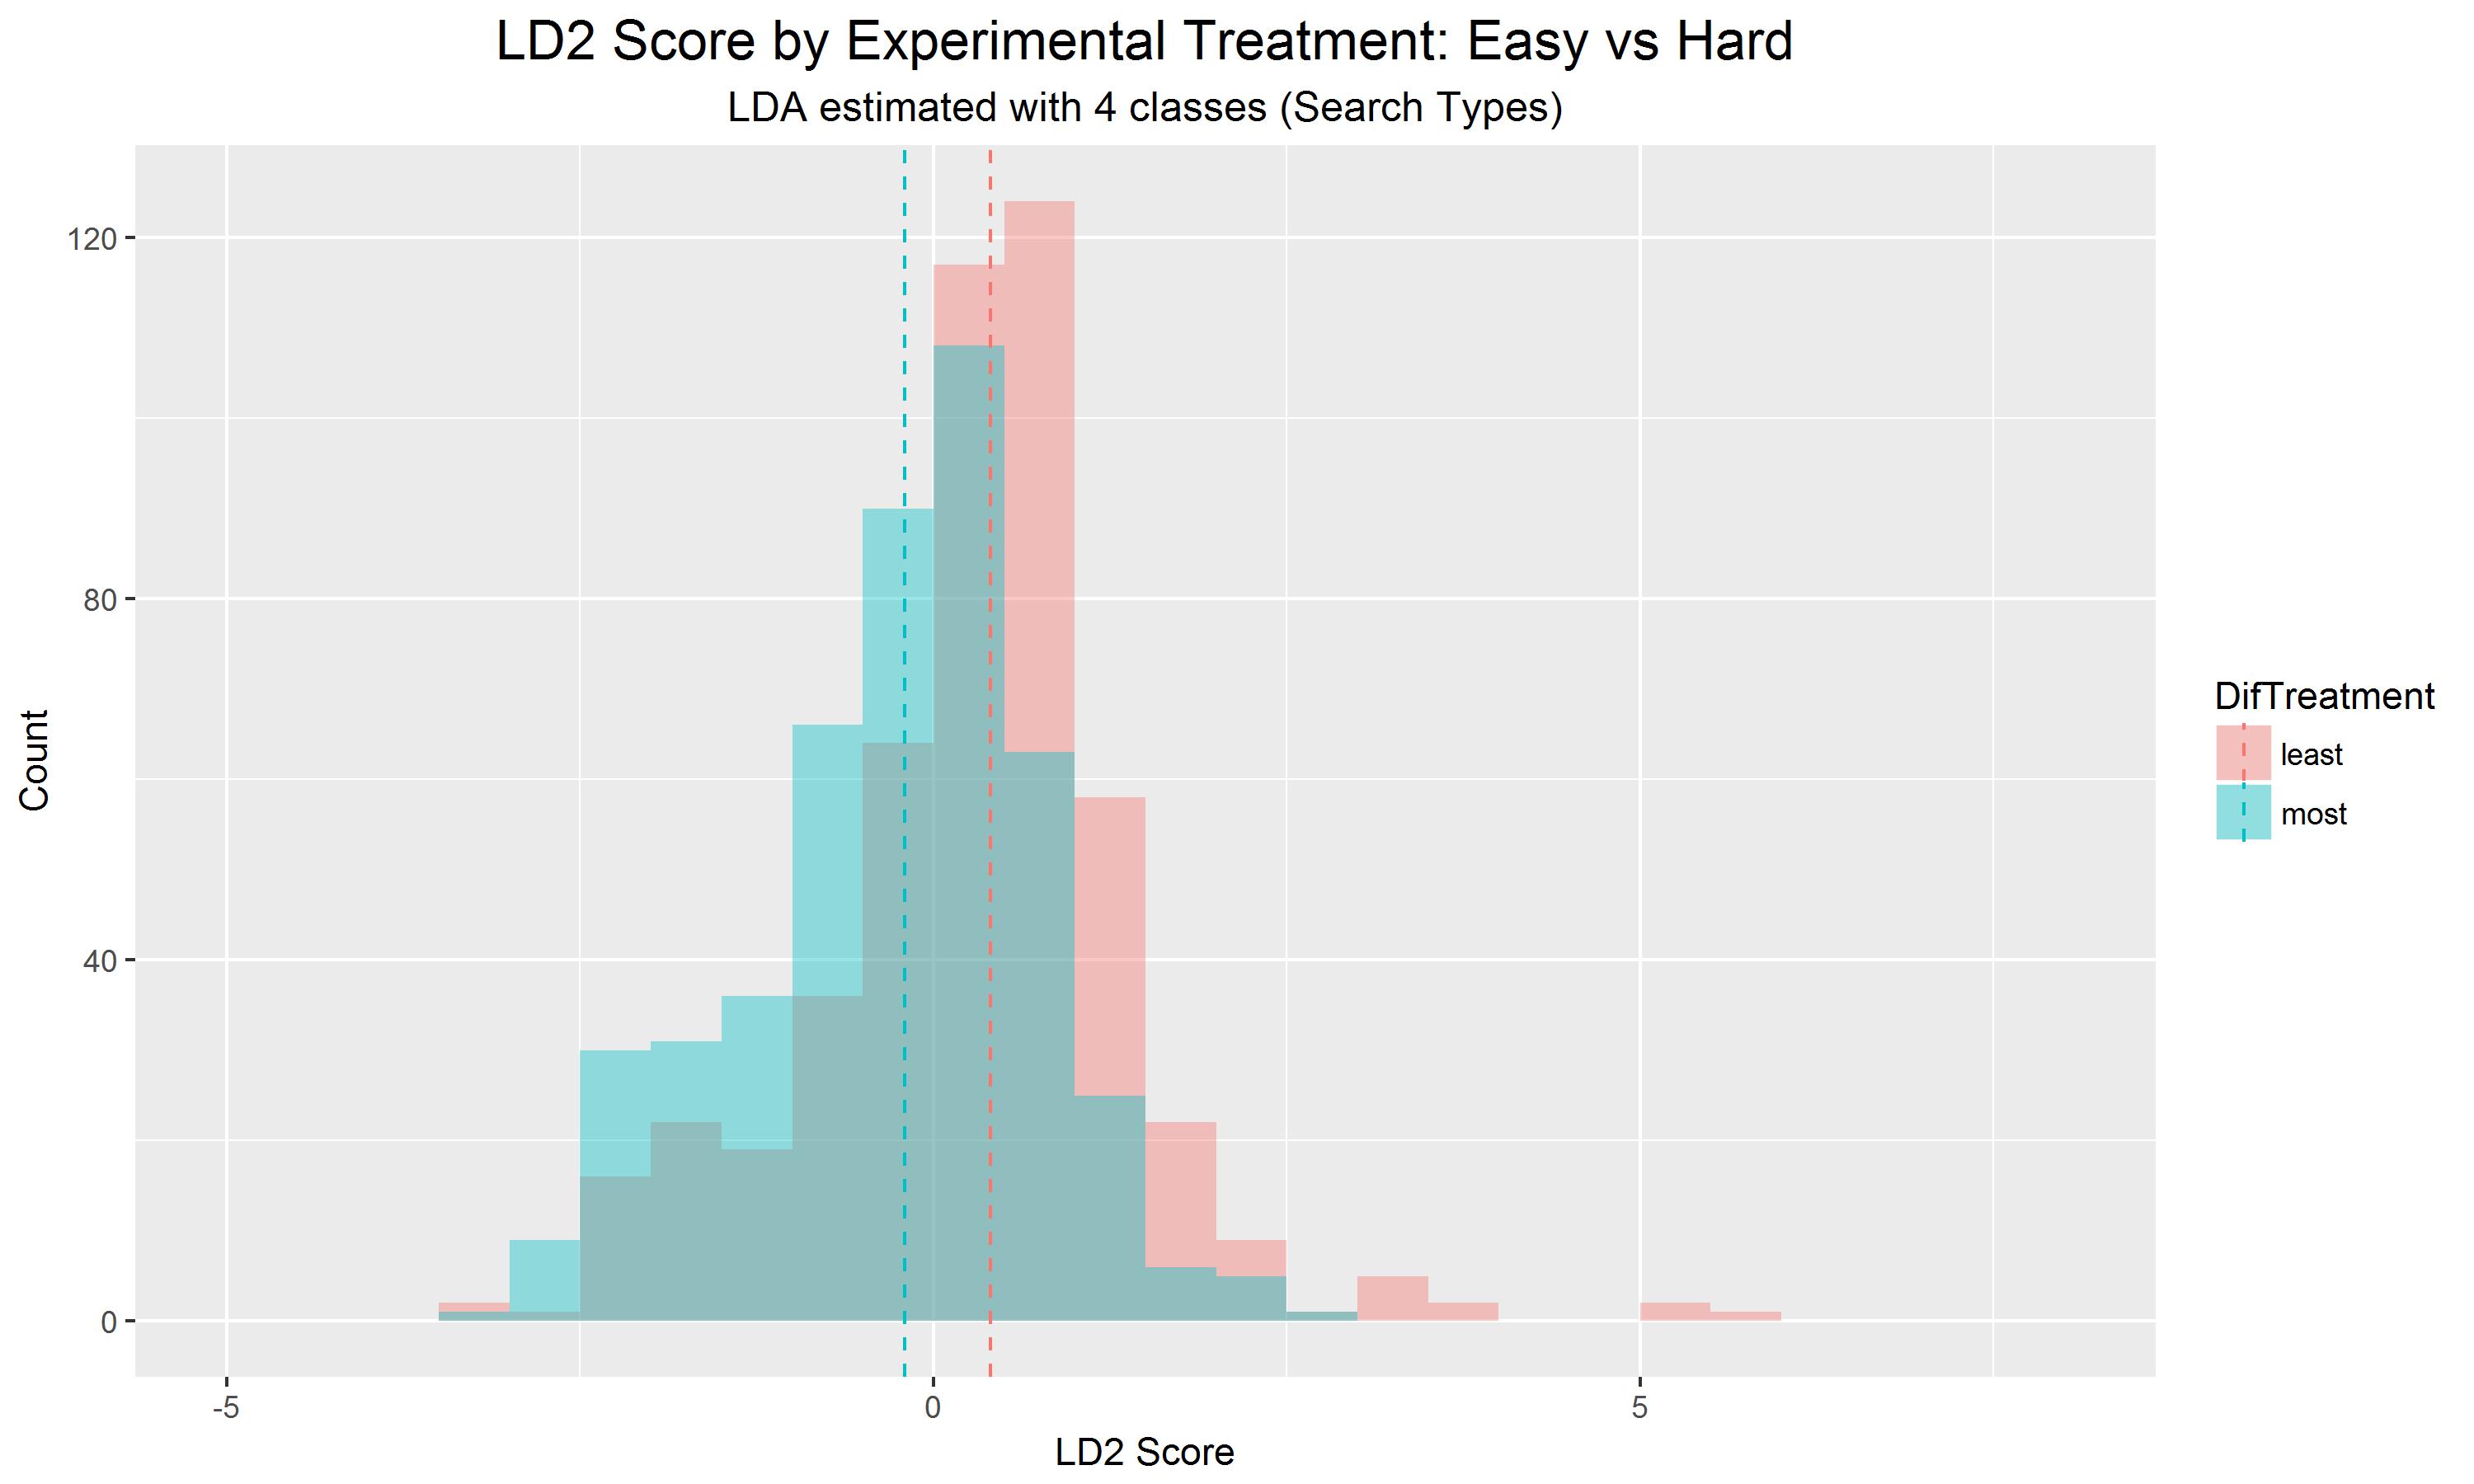 LD2 Score by Experimental Treatment: Easy vs Hard
LDA estimated with 4 classes (Search Types)
120
80
40
0
Count
-5
0
5
LD2 Score
DifTreatment
least
most